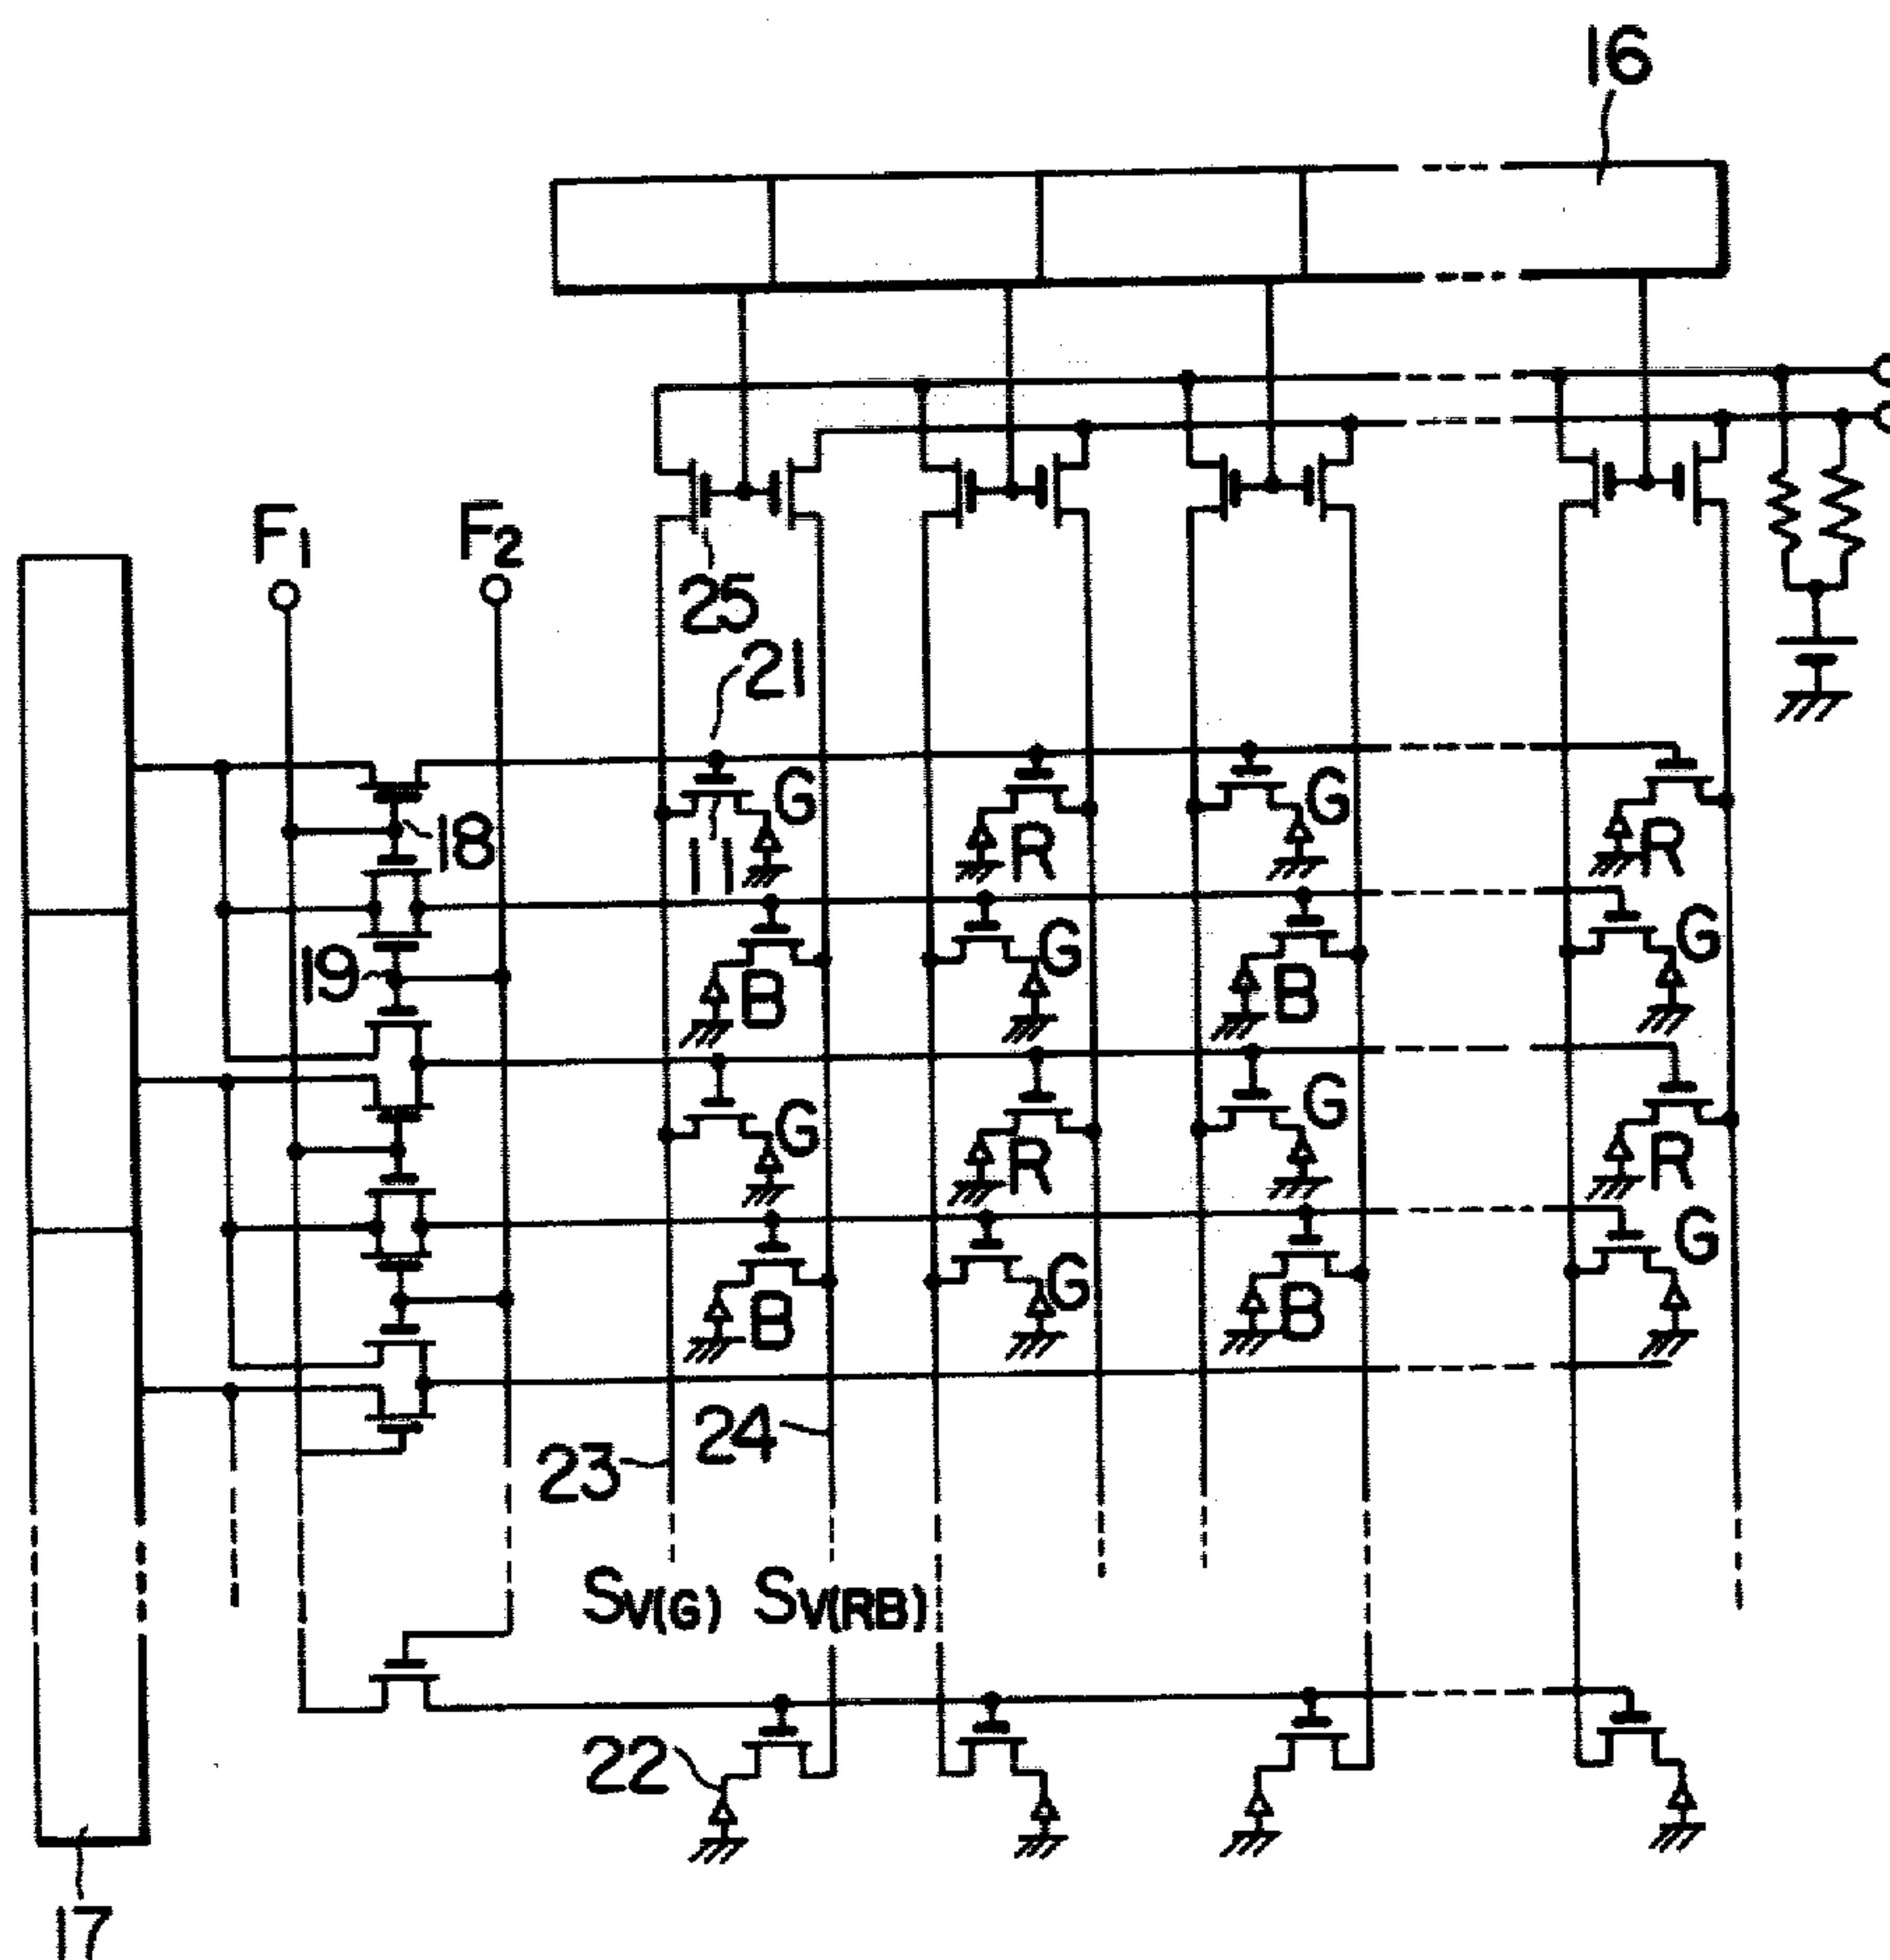 16
F1 F2
25
21
G G
18 11 R R
G G
19 B B
G G
R R
G
B G B
24
23
SV(G) SV(RB)
22
17